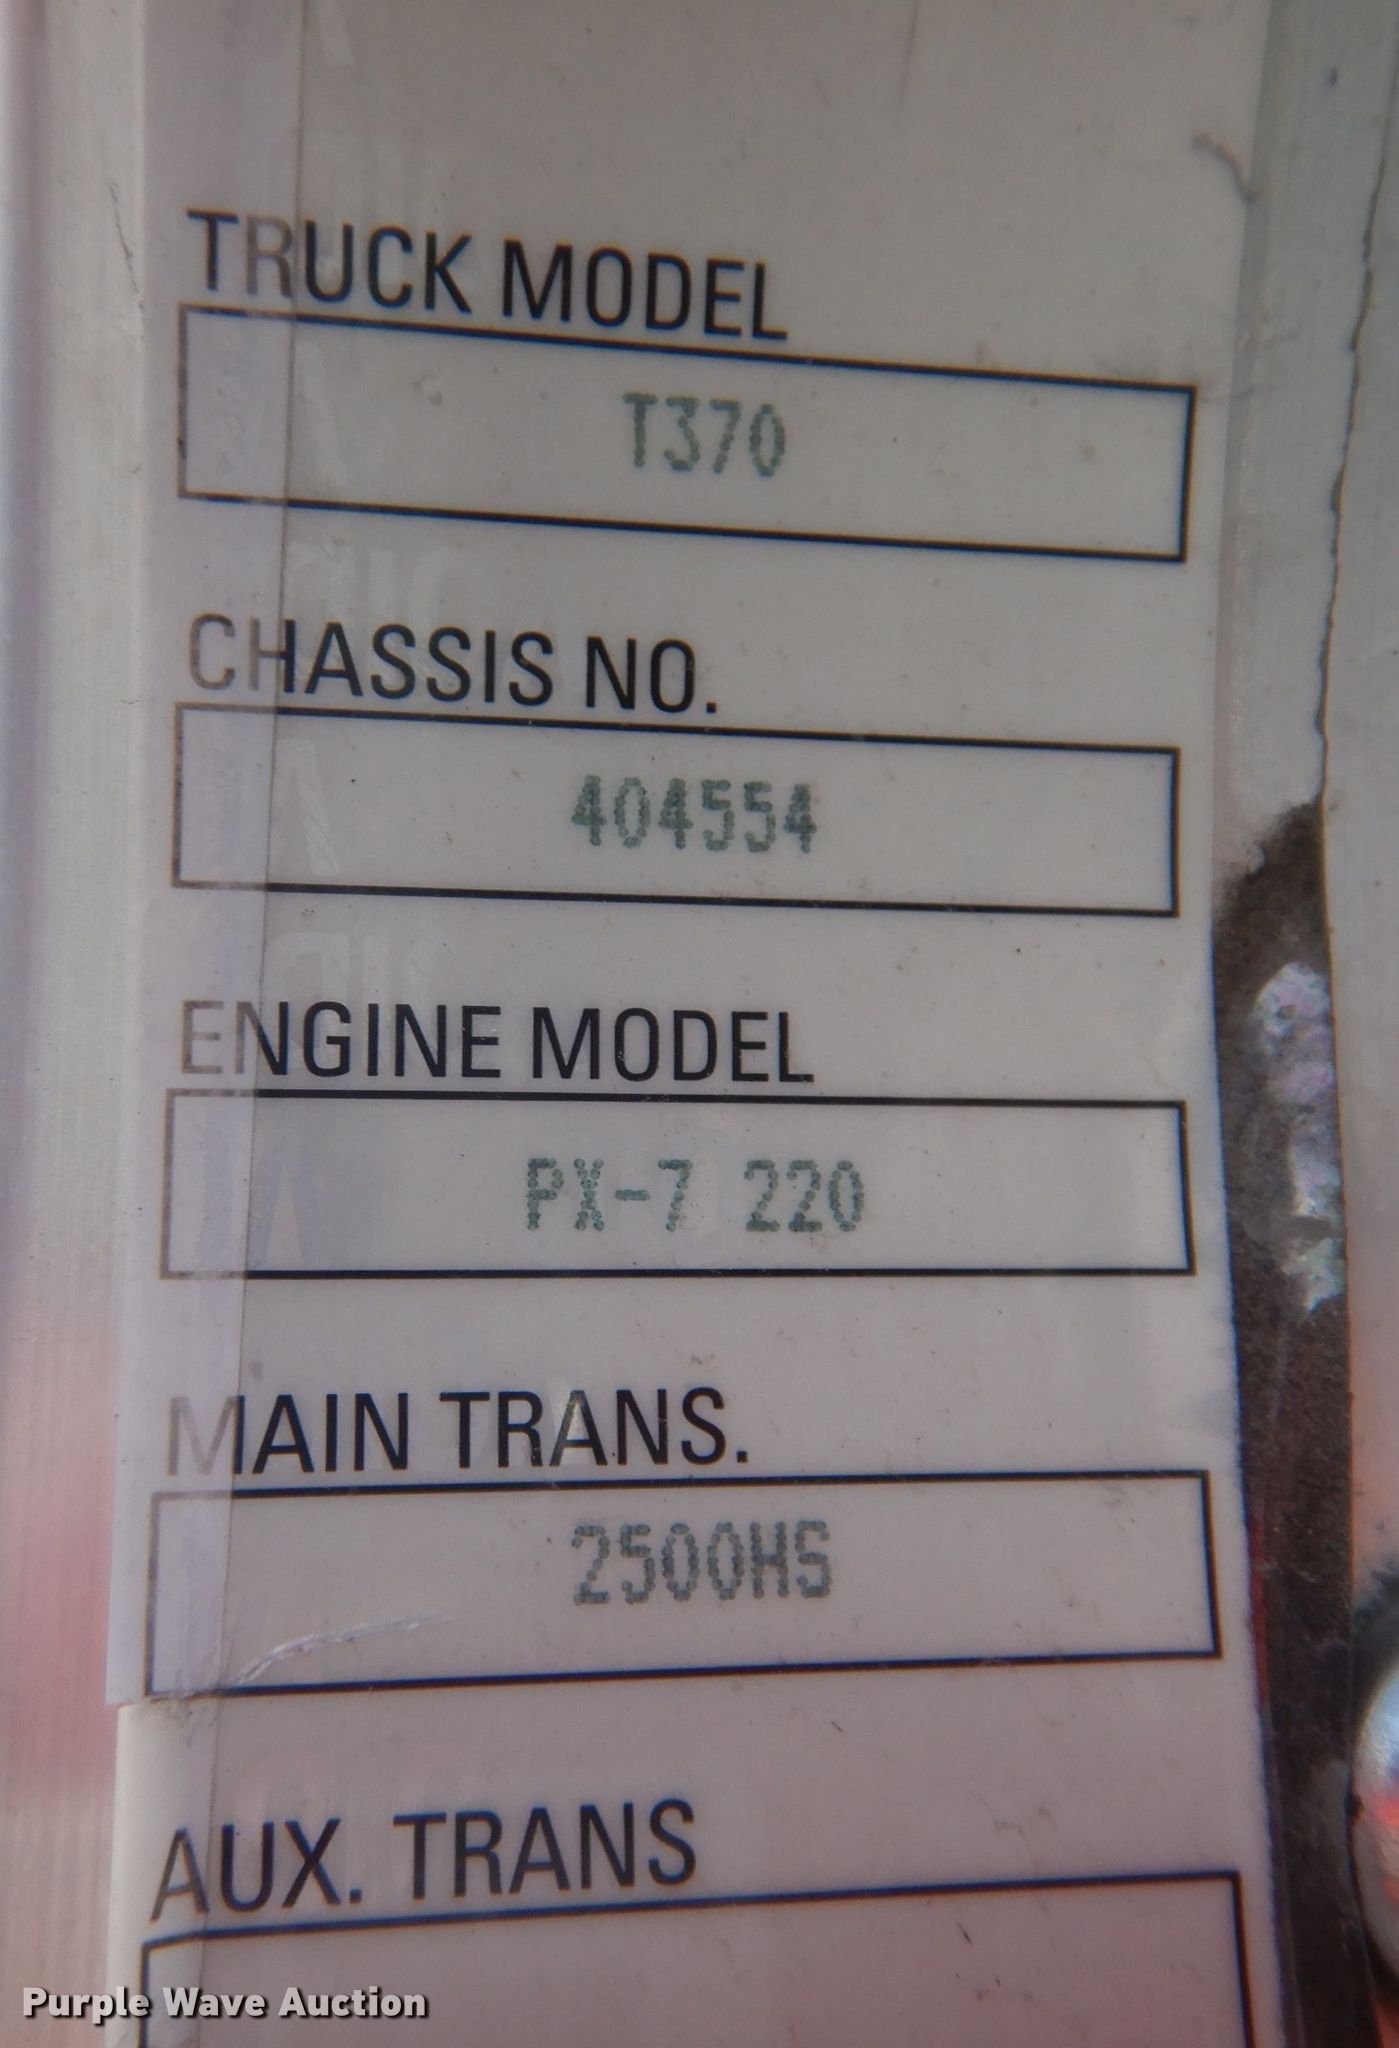 TRUCK MODEL
T370
CHASSIS NO.
404554
ENGINE MODEL
PX-7 220
MAIN TRANS.
2500HS
AUX. TRANS
Purple Wave Auction